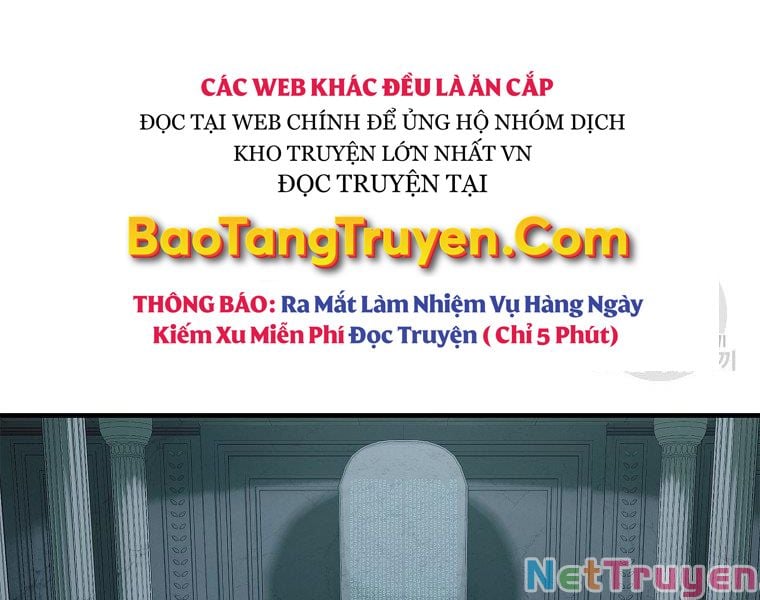 CÁC WEB KHÁC ĐỀU LÀ ĂN CẮP
ĐỌC TẠI WEB CHÍNH ĐỂ ỦNG HỘ NHÓM DỊCH
KHO TRUYỆN LỚN NHẤT VN
ĐỌC TRUYỆN TẠI
BaoTangTruyen.Com
THÔNG BÁO: Ra Mắt Làm Nhiệm Vụ Hàng Ngày
Kiếm Xu Miễn Phí Đọc Truyện ( Chỉ 5 Phút)
NetTruyen